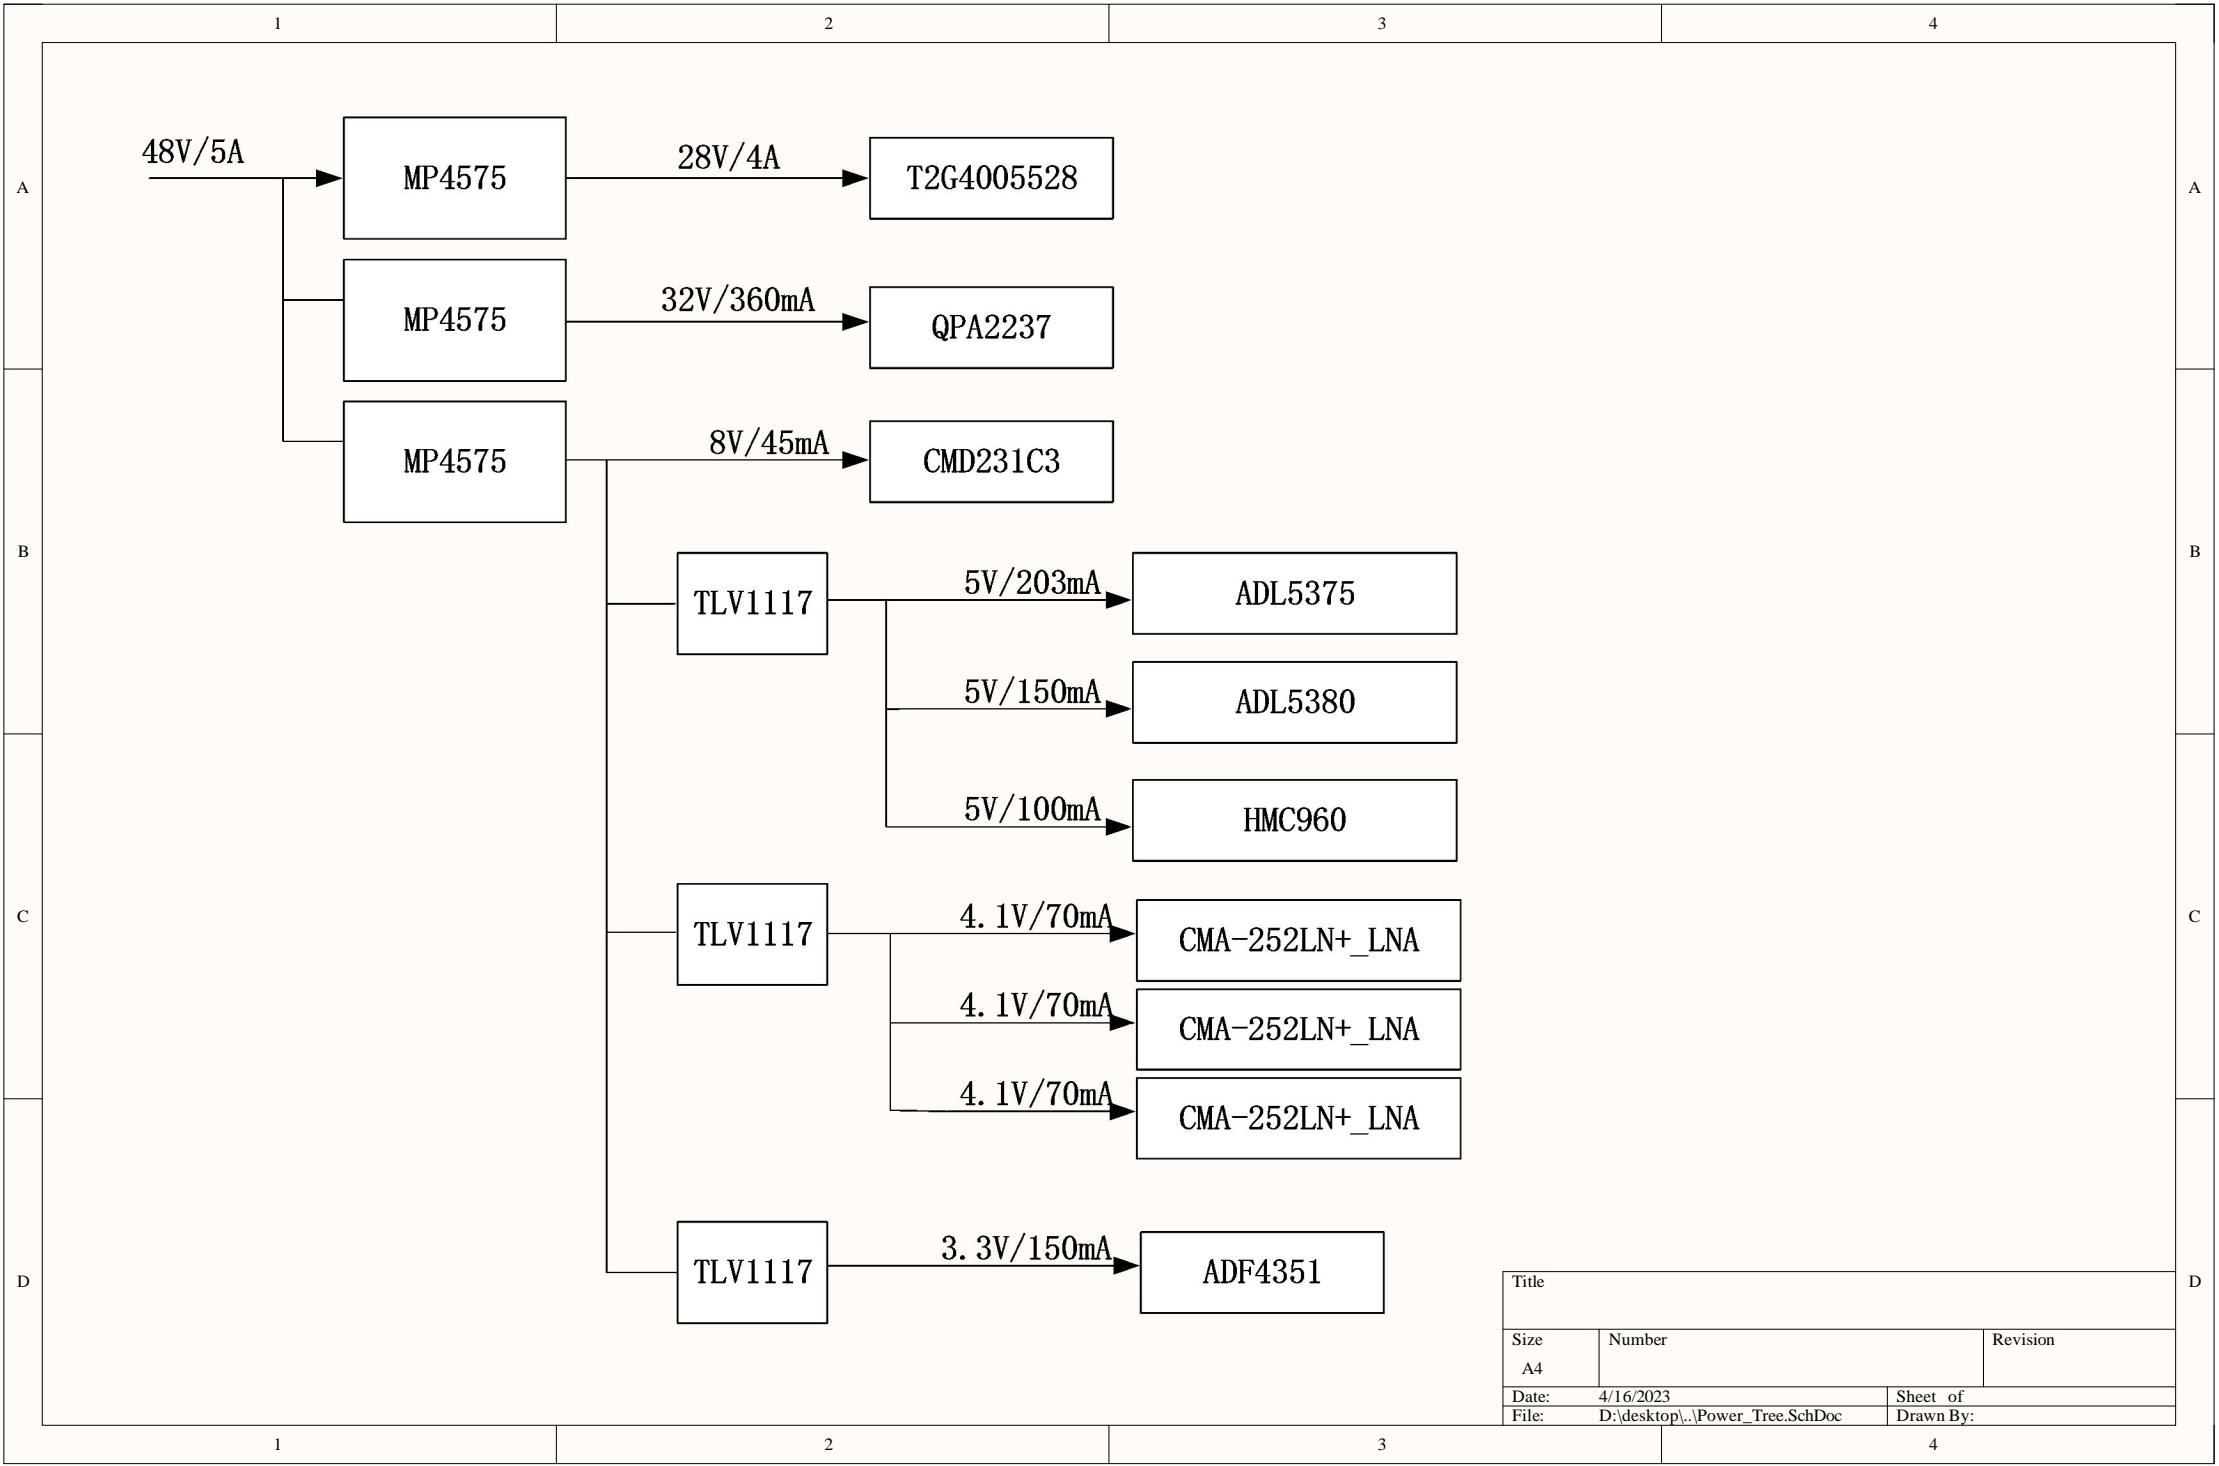 1 2 3 4
48V/5A
MP4575
28V/4A
T2G4005528
A A
MP4575
32V/360mA
QPA2237
MP4575
8V/45mA
CMD231C3
B B
TLV1117
5V/203mA
ADL5375
5V/150mA
ADL5380
5V/100mA
HMC960
C C
TLV1117
4.1V/70mA
CMA-252LN+_LNA
4.1V/70mA
CMA-252LN+_LNA
4.1V/70mA
CMA-252LN+_LNA
D D
TLV1117
3.3V/150mA
ADF4351
Title
Size Number Revision
A4
Date: 4/16/2023 Sheet of
File: D:\desktop\..\Power_Tree.SchDoc Drawn By:
1 2 3 4